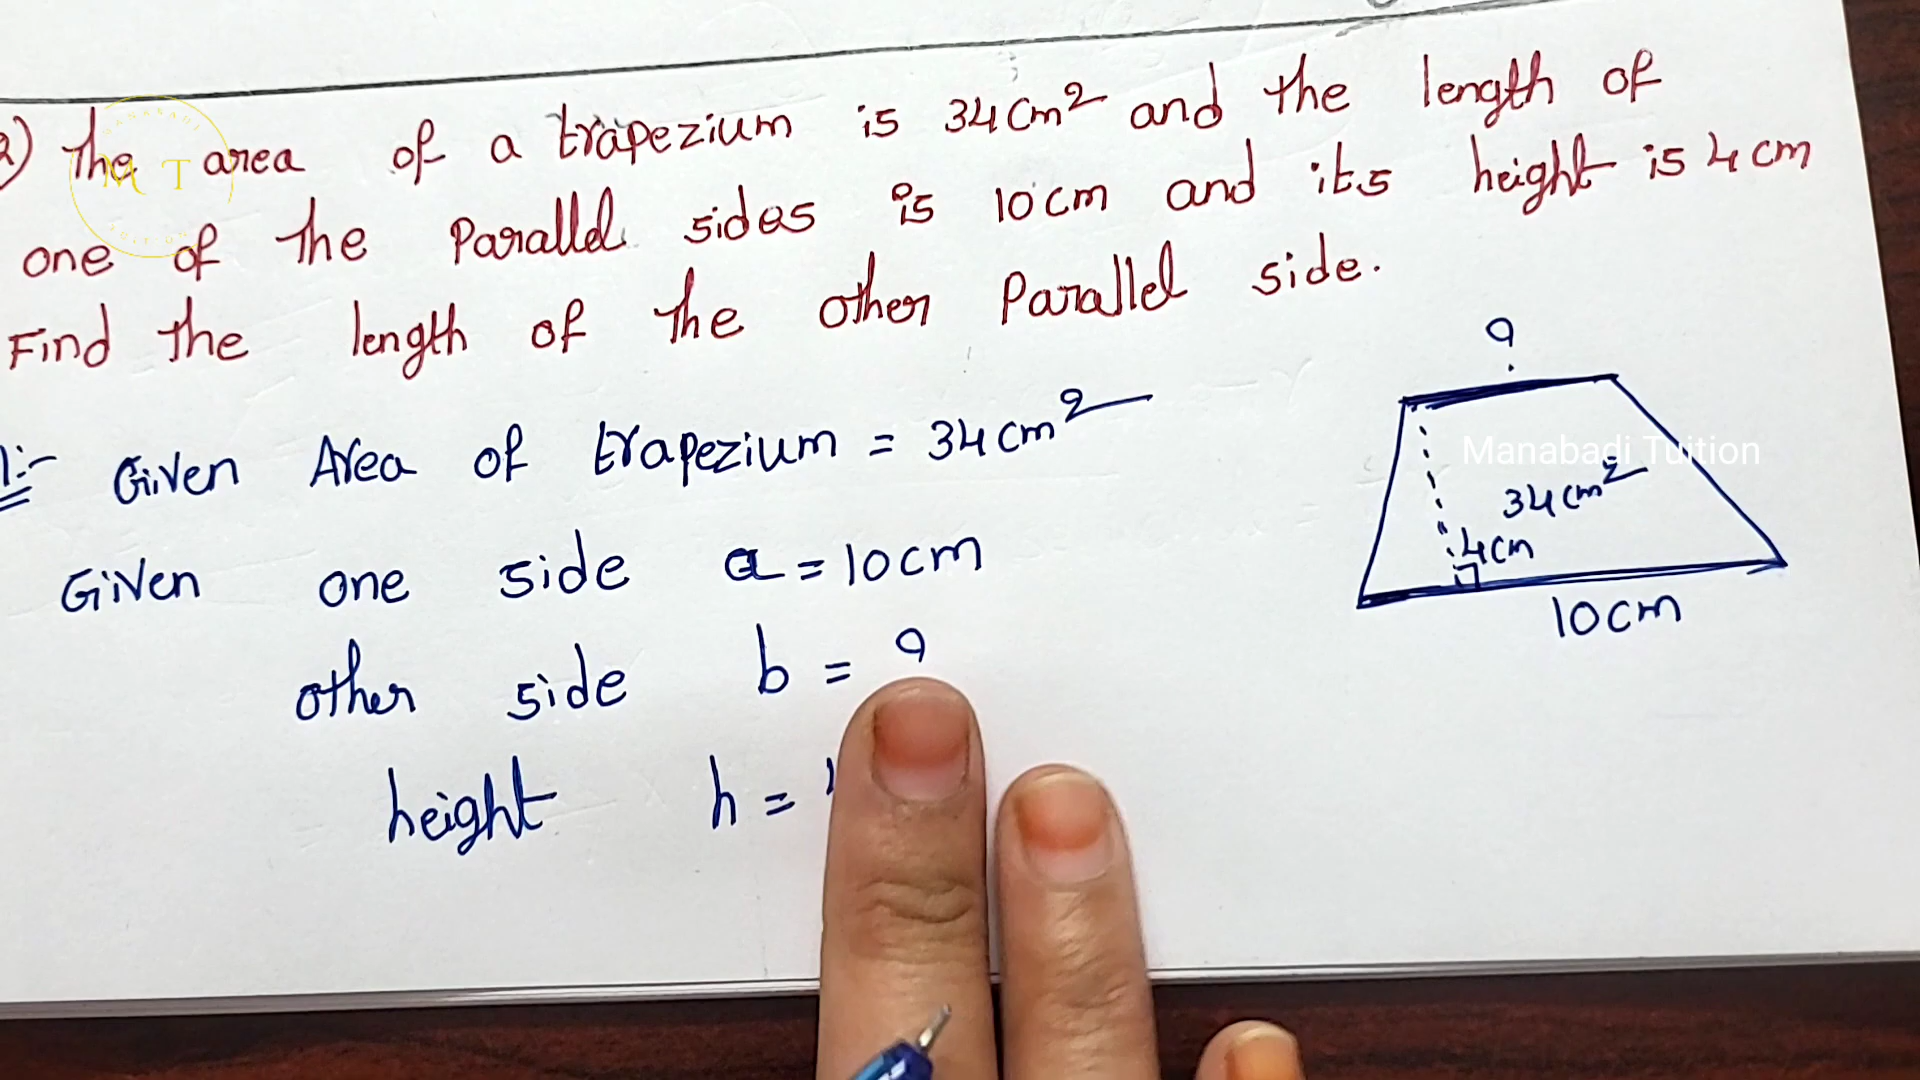 2) The area of a trapezium is 34cm² and the length of
one of the Parallel sides is 10cm and its height is 4cm
Find the length of the other Parallel side.
Given Area of trapezium = 34cm²
Given one side a = 10cm
other side b = ?
height h =
?
34cm²
4cm
10cm
Manabadi Tuition
M T